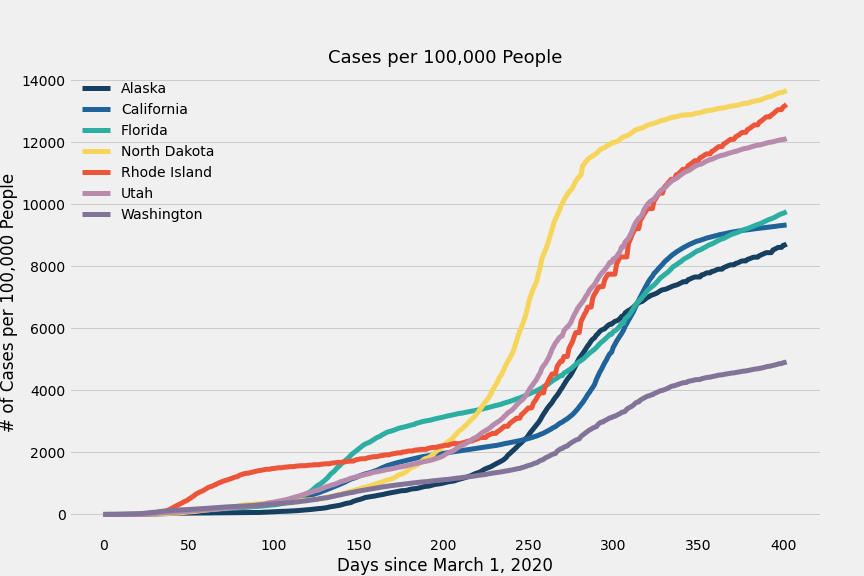 Cases per 100,000 People
# of Cases per 100,000 People
14000
12000
10000
8000
6000
4000
2000
0
Alaska
California
Florida
North Dakota
Rhode Island
Utah
Washington
0 50 100 150 200 250 300 350 400
Days since March 1, 2020